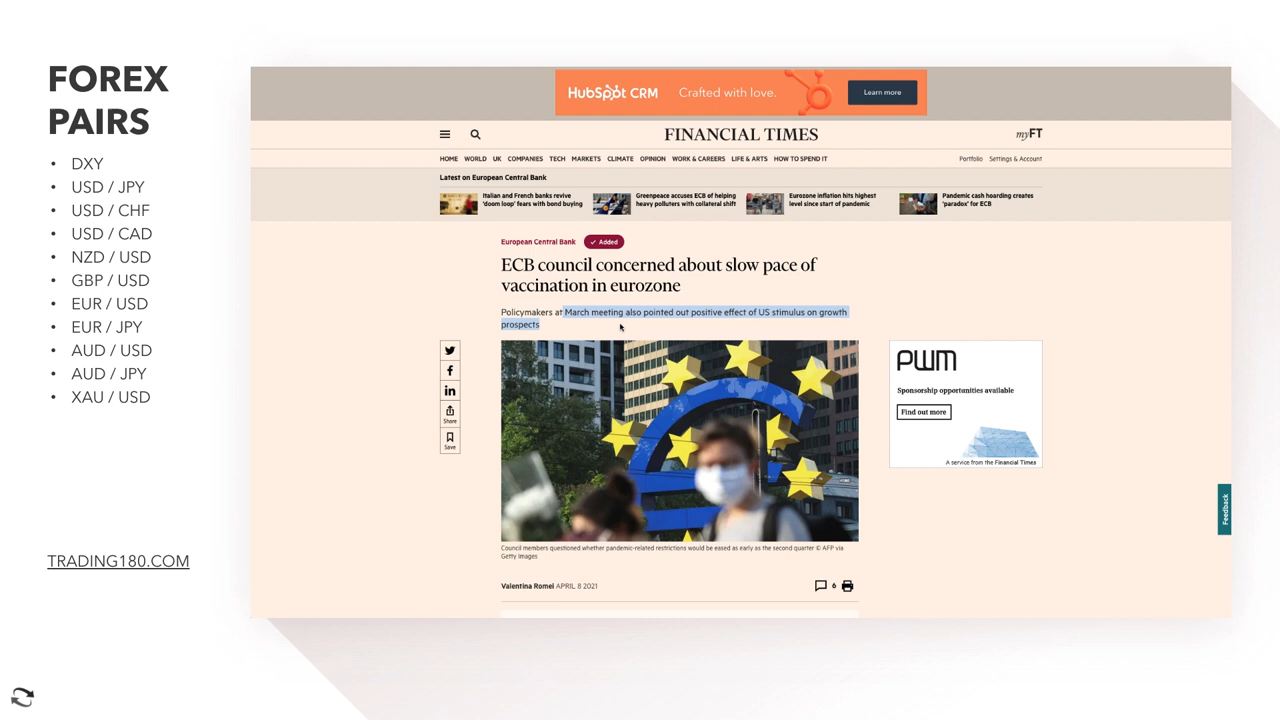 FOREX
PAIRS
• DXY
• USD / JPY
• USD / CHF
• USD / CAD
• NZD / USD
• GBP / USD
• EUR / USD
• EUR / JPY
• AUD / USD
• AUD / JPY
• XAU / USD
TRADING180.COM
HubSpot CRM Crafted with love. Learn more
FINANCIAL TIMES
myFT
HOME WORLD UK COMPANIES TECH MARKETS CLIMATE OPINION WORK & CAREERS LIFE & ARTS HOW TO SPEND IT
Portfolio Settings & Account
Latest on European Central Bank
Italian and French banks revive
'doom loop' fears with bond buying
Greenpeace accuses ECB of helping
heavy polluters with collateral shift
Eurozone inflation hits highest
level since start of pandemic
Pandemic cash hoarding creates
'paradox' for ECB
European Central Bank
Added
ECB council concerned about slow pace of
vaccination in eurozone
Policymakers at March meeting also pointed out positive effect of US stimulus on growth
prospects
Share
Save
Council members questioned whether pandemic-related restrictions would be eased as early as the second quarter © AFP via
Getty Images
Valentina Romei APRIL 8 2021
6
PWM
Sponsorship opportunities available
Find out more
A service from the Financial Times
Feedback